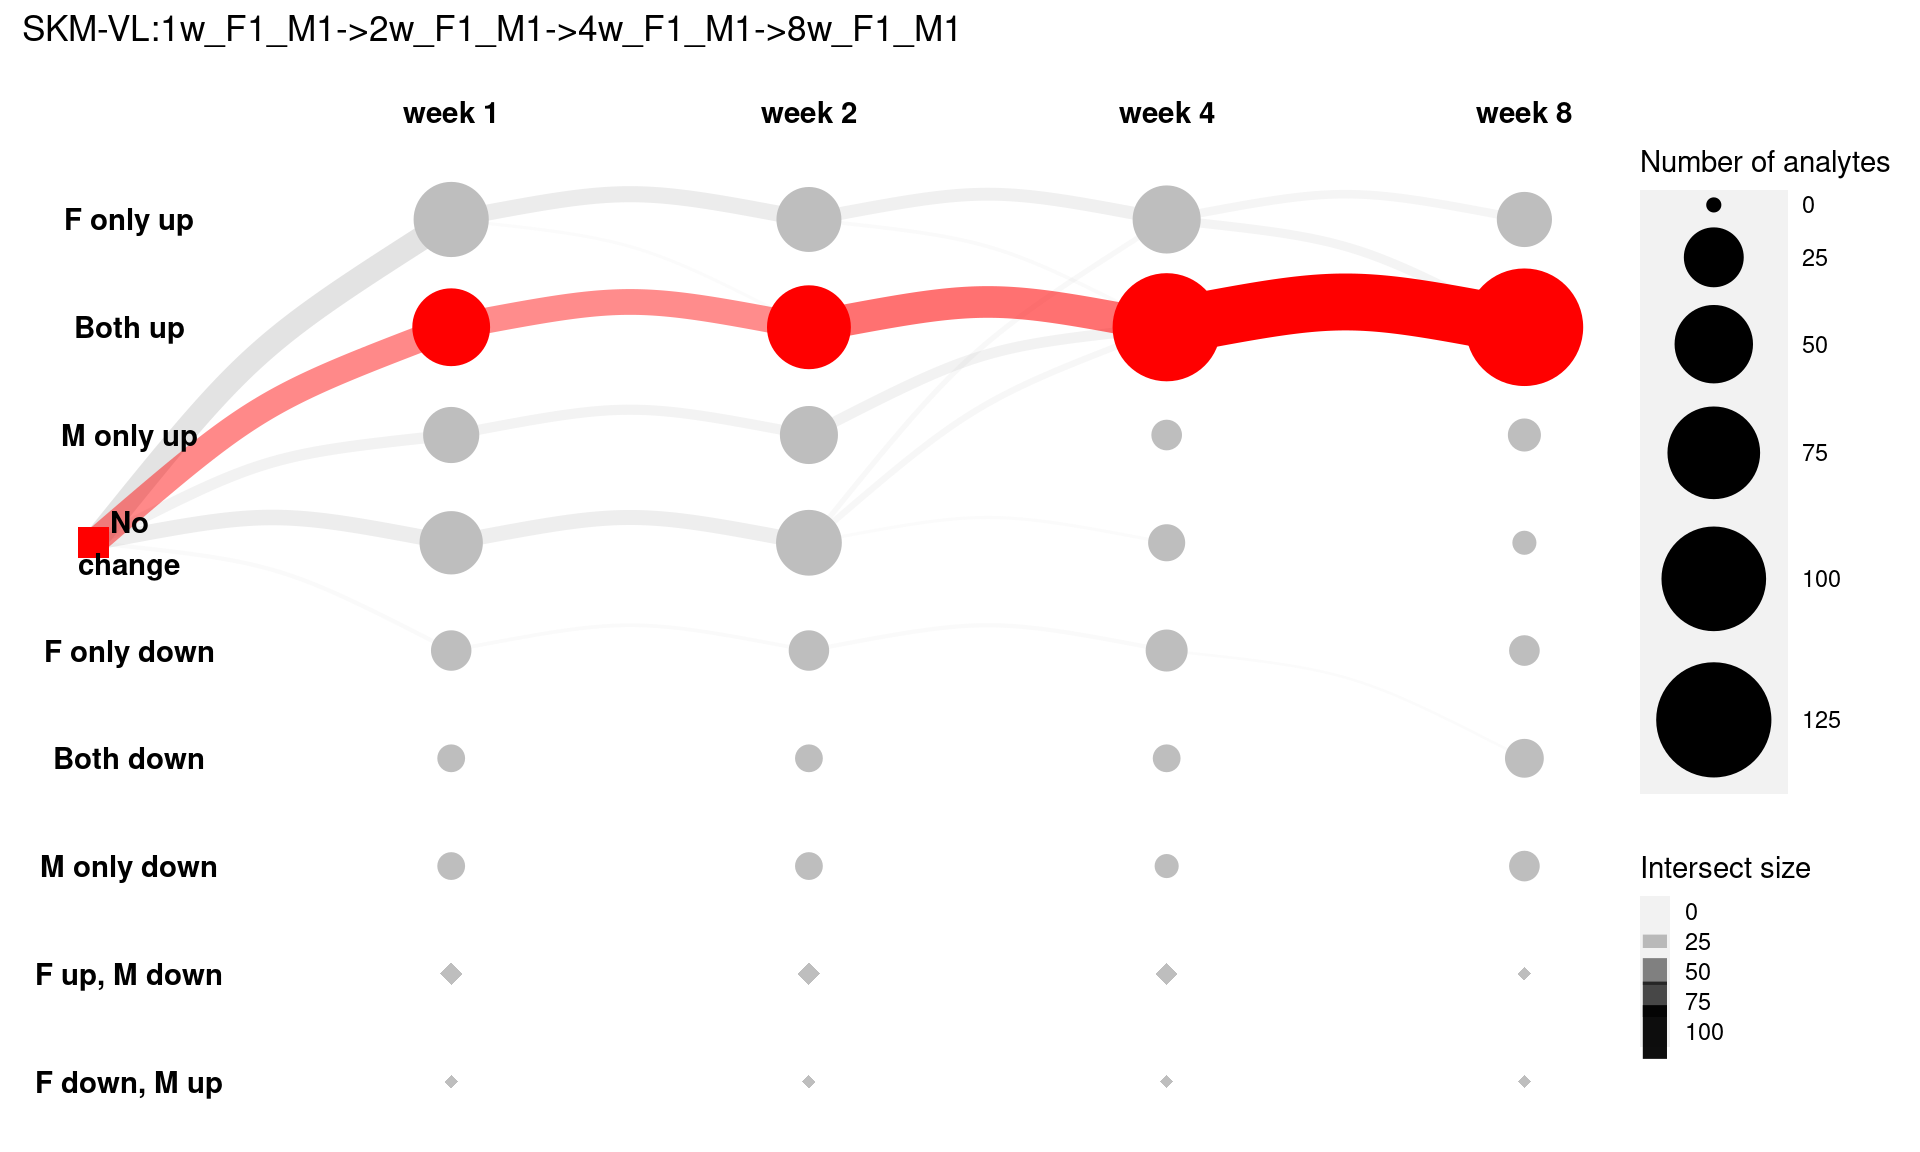 SKM-VL:1w_F1_M1->2w_F1_M1->4w_F1_M1->8w_F1_M1
week 1
week 2
week 4
week 8
F only up
Both up
M only up
No
change
F only down
Both down
M only down
F up, M down
F down, M up
Number of analytes
0
25
50
75
100
125
Intersect size
0
25
50
75
100